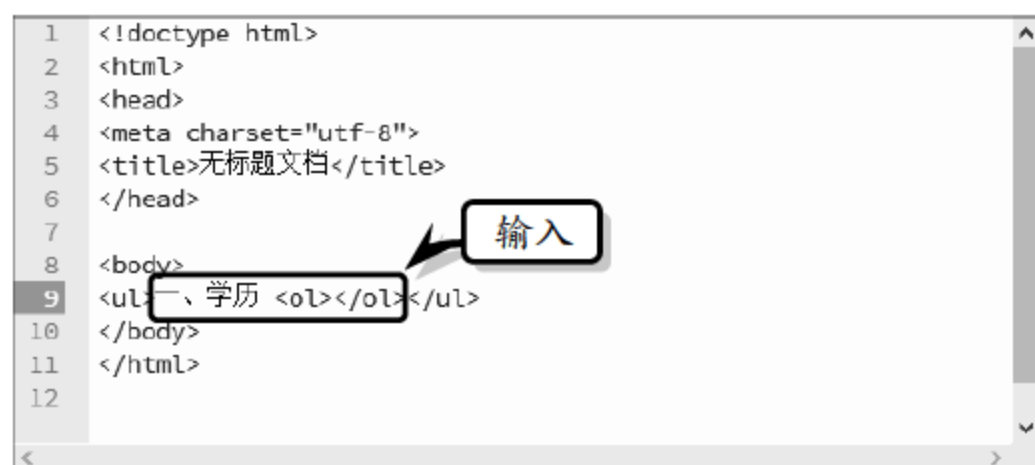 1 <!doctype html>
2 <html>
3 <head>
4 <meta charset="utf-8">
5 <title>无标题文档</title>
6 </head>
7
输入
8 <body>
9 <ul>一、学历 <ol></ol></ul>
10 </body>
11 </html>
12